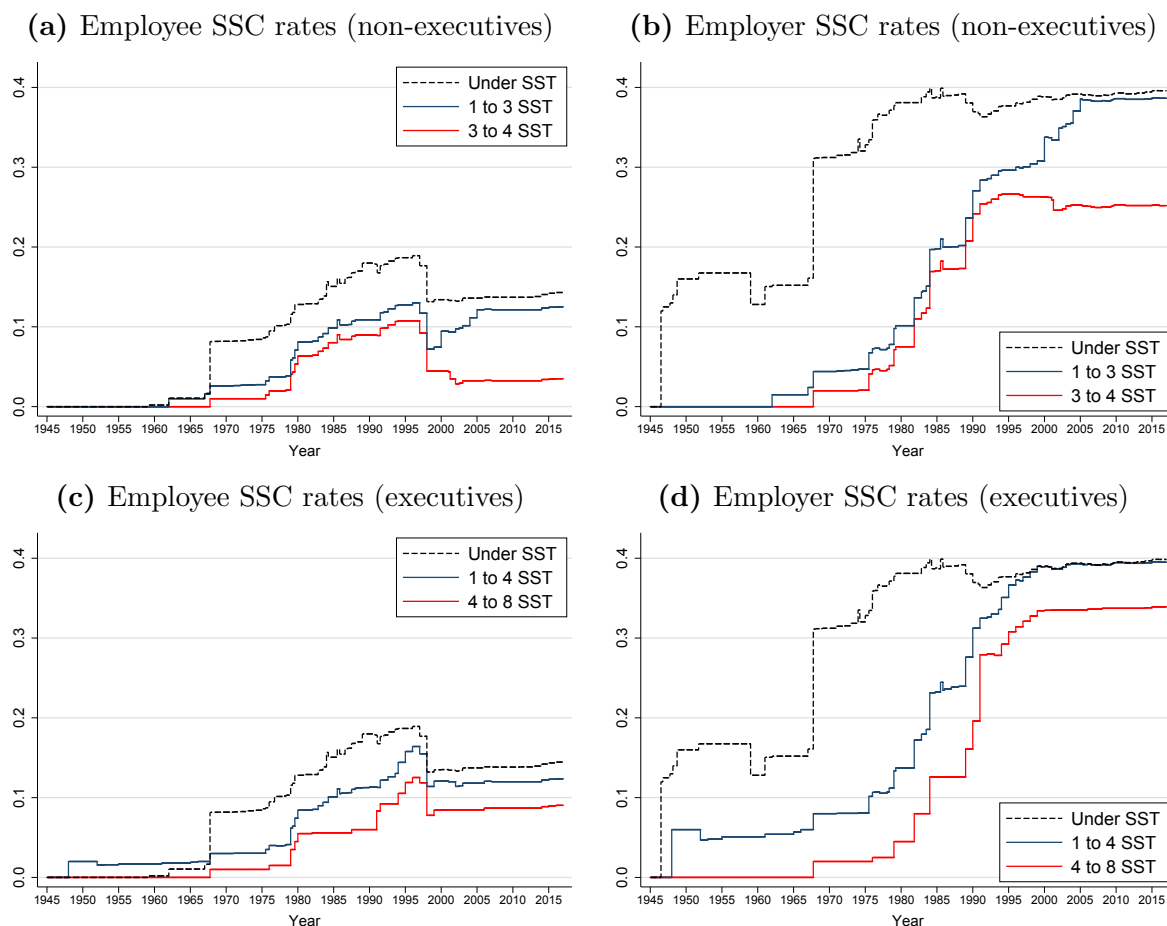 (a) Employee SSC rates (non-executives)
0.4
0.3
0.2
0.1
0.0
Under SST
1 to 3 SST
3 to 4 SST
1945 1950 1955 1960 1965 1970 1975 1980 1985 1990 1995 2000 2005 2010 2015
Year
(b) Employer SSC rates (non-executives)
0.4
0.3
0.2
0.1
0.0
Under SST
1 to 3 SST
3 to 4 SST
1945 1950 1955 1960 1965 1970 1975 1980 1985 1990 1995 2000 2005 2010 2015
Year
(c) Employee SSC rates (executives)
0.4
0.3
0.2
0.1
0.0
Under SST
1 to 4 SST
4 to 8 SST
1945 1950 1955 1960 1965 1970 1975 1980 1985 1990 1995 2000 2005 2010 2015
Year
(d) Employer SSC rates (executives)
0.4
0.3
0.2
0.1
0.0
Under SST
1 to 4 SST
4 to 8 SST
1945 1950 1955 1960 1965 1970 1975 1980 1985 1990 1995 2000 2005 2010 2015
Year